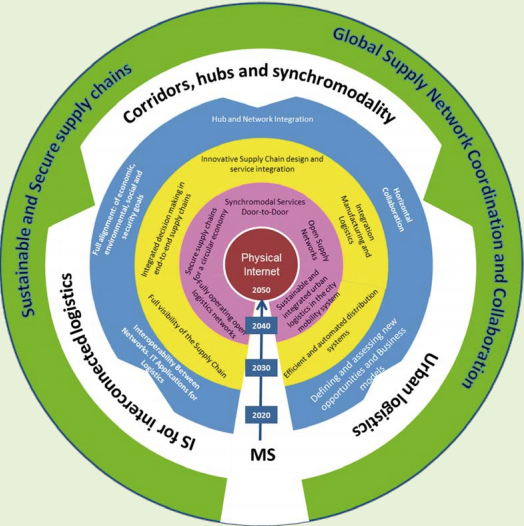 Sustainable and Secure supply chains
Global Supply Network Coordination and Collaboration
Corridors, hubs and synchromodality
IS for interconnected logistics
Urban logistics
Hub and Network Integration
Full alignment: of economic,
environmental, social and
security goals
Horizontal
Collaboration
Interoperability Between
Networks. IT Applications for
Logistics
Defining and assessing new
opportunities and Business
models
Innovative Supply Chain design and
service integration
Integrated decision making in
end-to-end supply chains
Integration
Manufacturing and
Logistics
Full visibility of the Supply Chain
Efficient and automated distribution
systems
Synchromodal Services
Door-to-Door
Secure supply chains
for a circular economy
Open Supply
Networks
Fully operating open
logistics networks
Sustainable and
integrated urban
logistics in the city
mobility system
Physical
Internet
2050
2040
2030
2020
MS